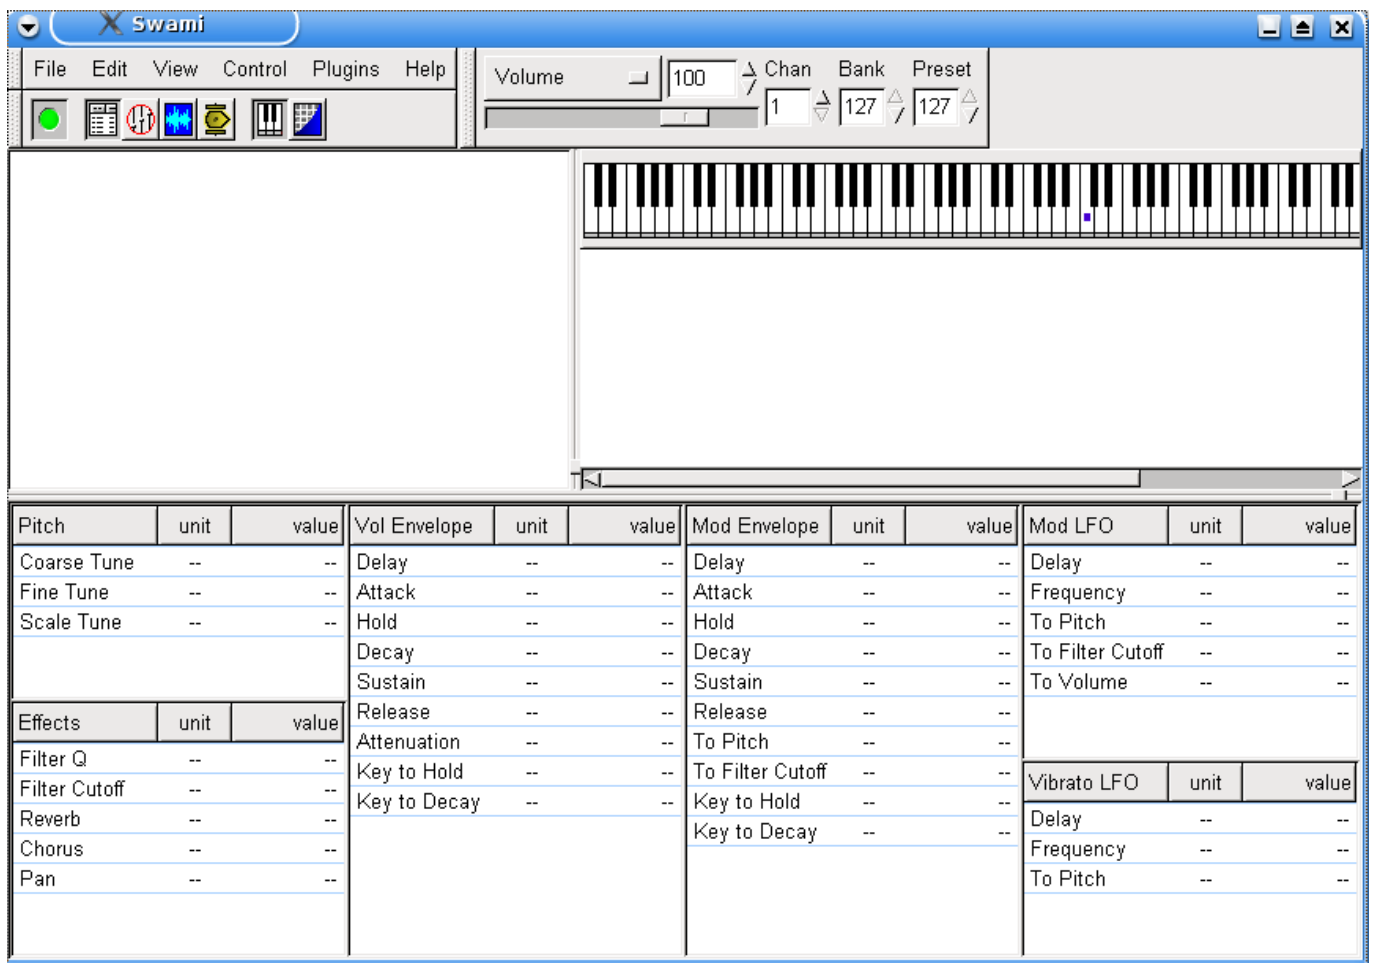 Swami
File Edit View Control Plugins Help
Volume 100 Chan Bank Preset
1 127 127
Pitch unit value
Coarse Tune -- --
Fine Tune -- --
Scale Tune -- --
Effects unit value
Filter Q -- --
Filter Cutoff -- --
Reverb -- --
Chorus -- --
Pan -- --
Vol Envelope unit value
Delay -- --
Attack -- --
Hold -- --
Decay -- --
Sustain -- --
Release -- --
Attenuation -- --
Key to Hold -- --
Key to Decay -- --
Mod Envelope unit value
Delay -- --
Attack -- --
Hold -- --
Decay -- --
Sustain -- --
Release -- --
To Pitch -- --
To Filter Cutoff -- --
Key to Hold -- --
Key to Decay -- --
Mod LFO unit value
Delay -- --
Frequency -- --
To Pitch -- --
To Filter Cutoff -- --
To Volume -- --
Vibrato LFO unit value
Delay -- --
Frequency -- --
To Pitch -- --